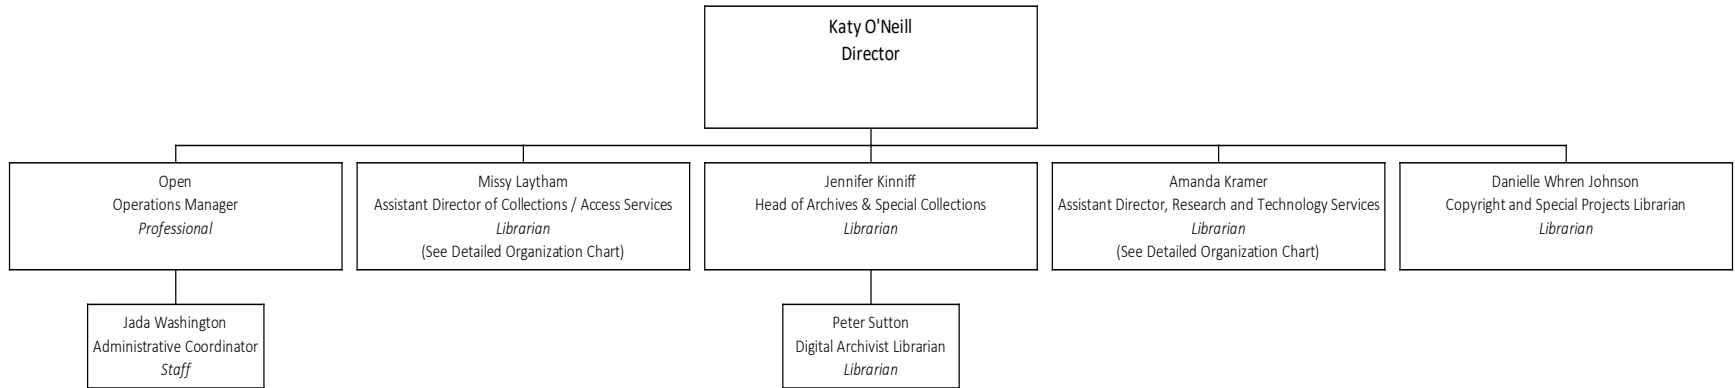 Katy O'Neill
Director
Open
Operations Manager
Professional
Missy Laytham
Assistant Director of Collections / Access Services
Librarian
(See Detailed Organization Chart)
Jennifer Kinniff
Head of Archives & Special Collections
Librarian
Amanda Kramer
Assistant Director, Research and Technology Services
Librarian
(See Detailed Organization Chart)
Danielle Whren Johnson
Copyright and Special Projects Librarian
Librarian
Jada Washington
Administrative Coordinator
Staff
Peter Sutton
Digital Archivist Librarian
Librarian